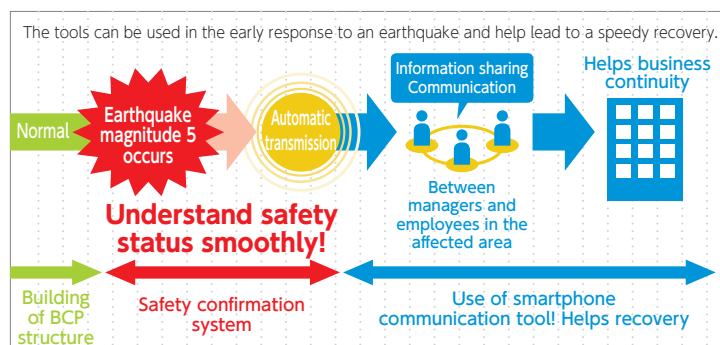 The tools can be used in the early response to an earthquake and help lead to a speedy recovery.
Normal
Earthquake
magnitude 5
occurs
Automatic
transmission
Information sharing
Communication
Between
managers and
employees in the
affected area
Helps business
continuity
Understand safety
status smoothly!
Building
of BCP
structure
Safety confirmation
system
Use of smartphone
communication tool! Helps recovery